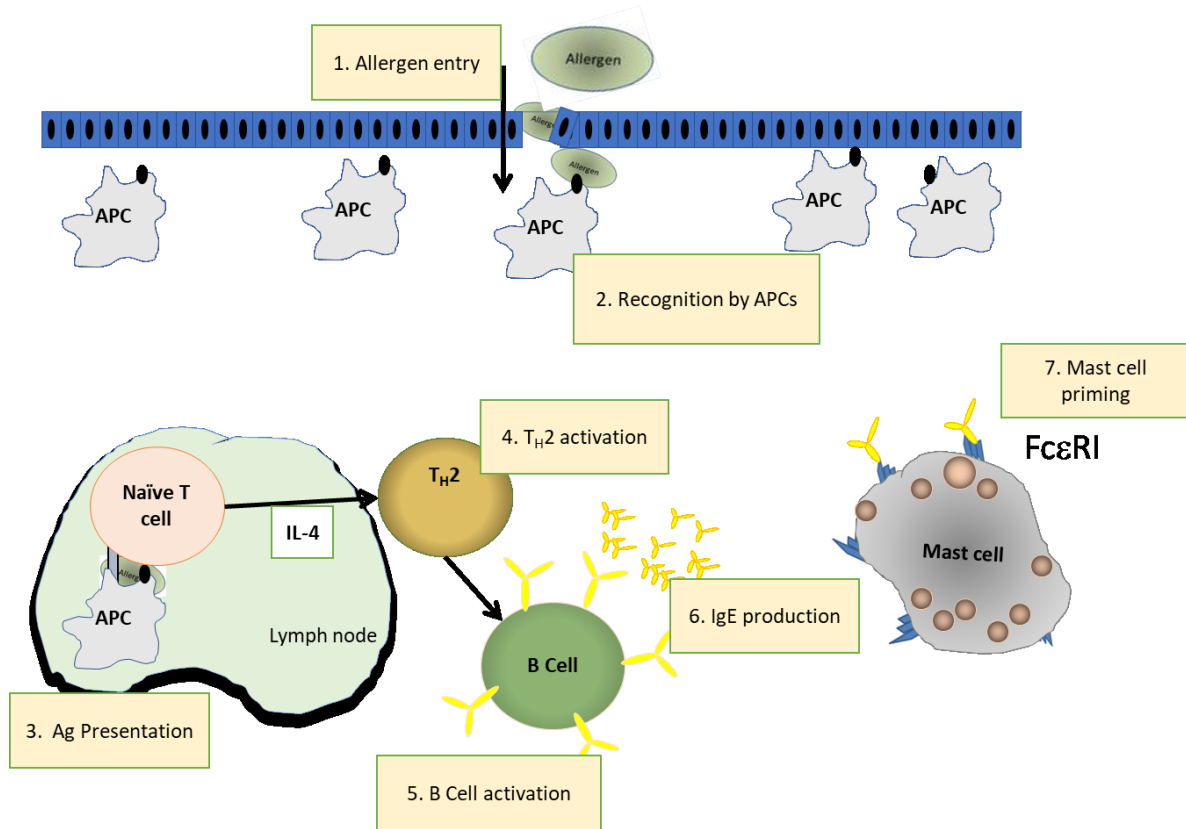 1. Allergen entry
Allergen
Allergen
Allergen
APC
APC
APC
APC
APC
2. Recognition by APCs
7. Mast cell
priming
FcεRI
4. TH2 activation
TH2
Naïve T
cell
IL-4
Mast cell
Allergen
APC
Lymph node
6. IgE production
B Cell
3. Ag Presentation
5. B Cell activation